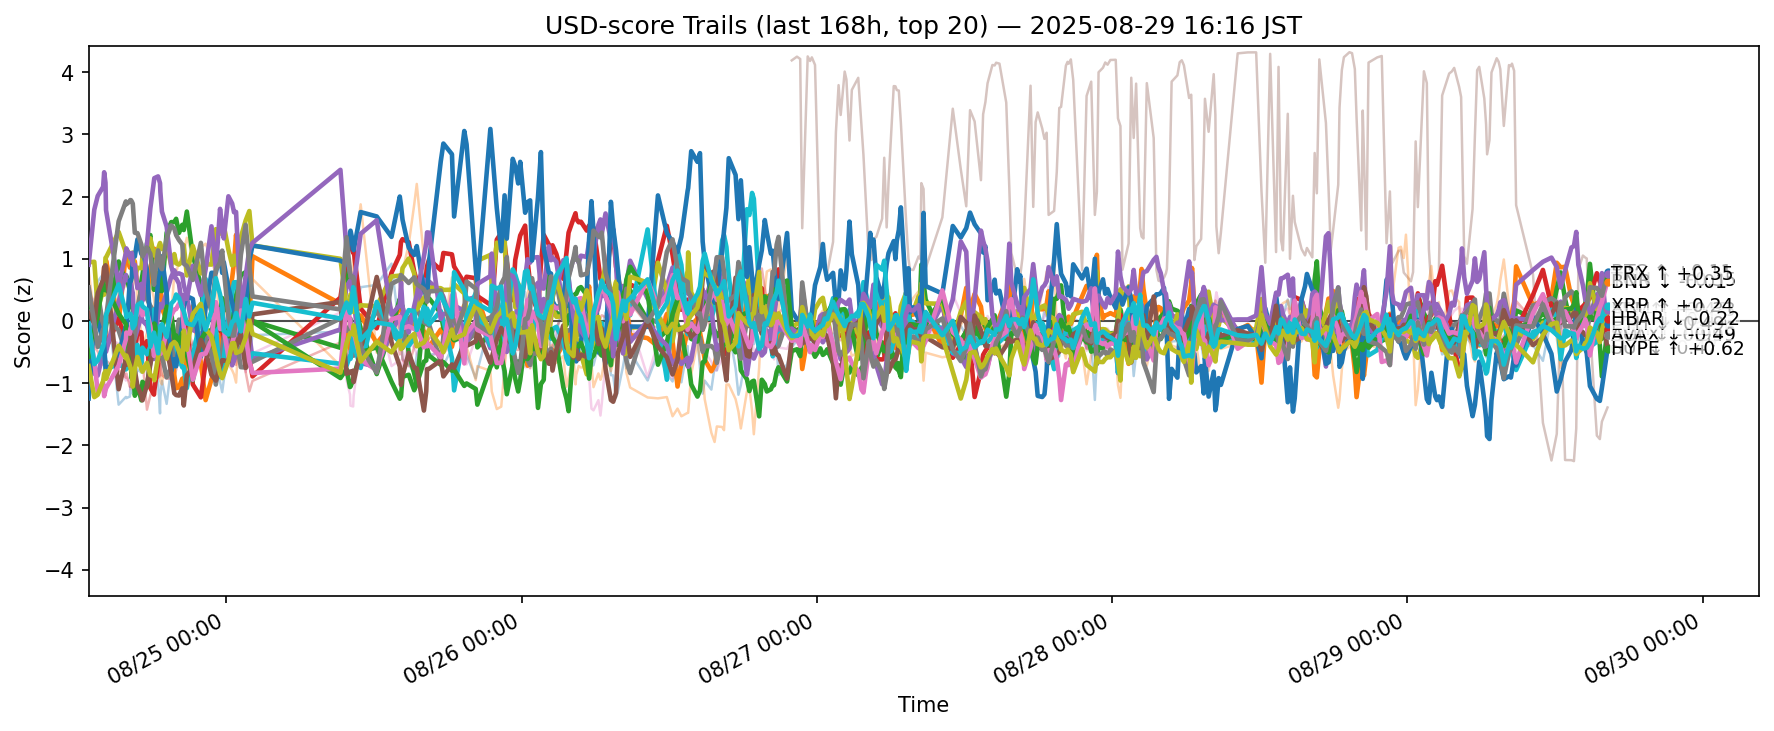 USD-score Trails (last 168h, top 20) — 2025-08-29 16:16 JST
Score (z)
4
3
2
1
0
−1
−2
−3
−4
TRX ↑ +0.35
BNB ↓
XRP ↑ +0.24
HBAR ↓ -0.22
HYPE ↑ +0.62
08/25 00:00
08/26 00:00
08/27 00:00
08/28 00:00
08/29 00:00
08/30 00:00
Time